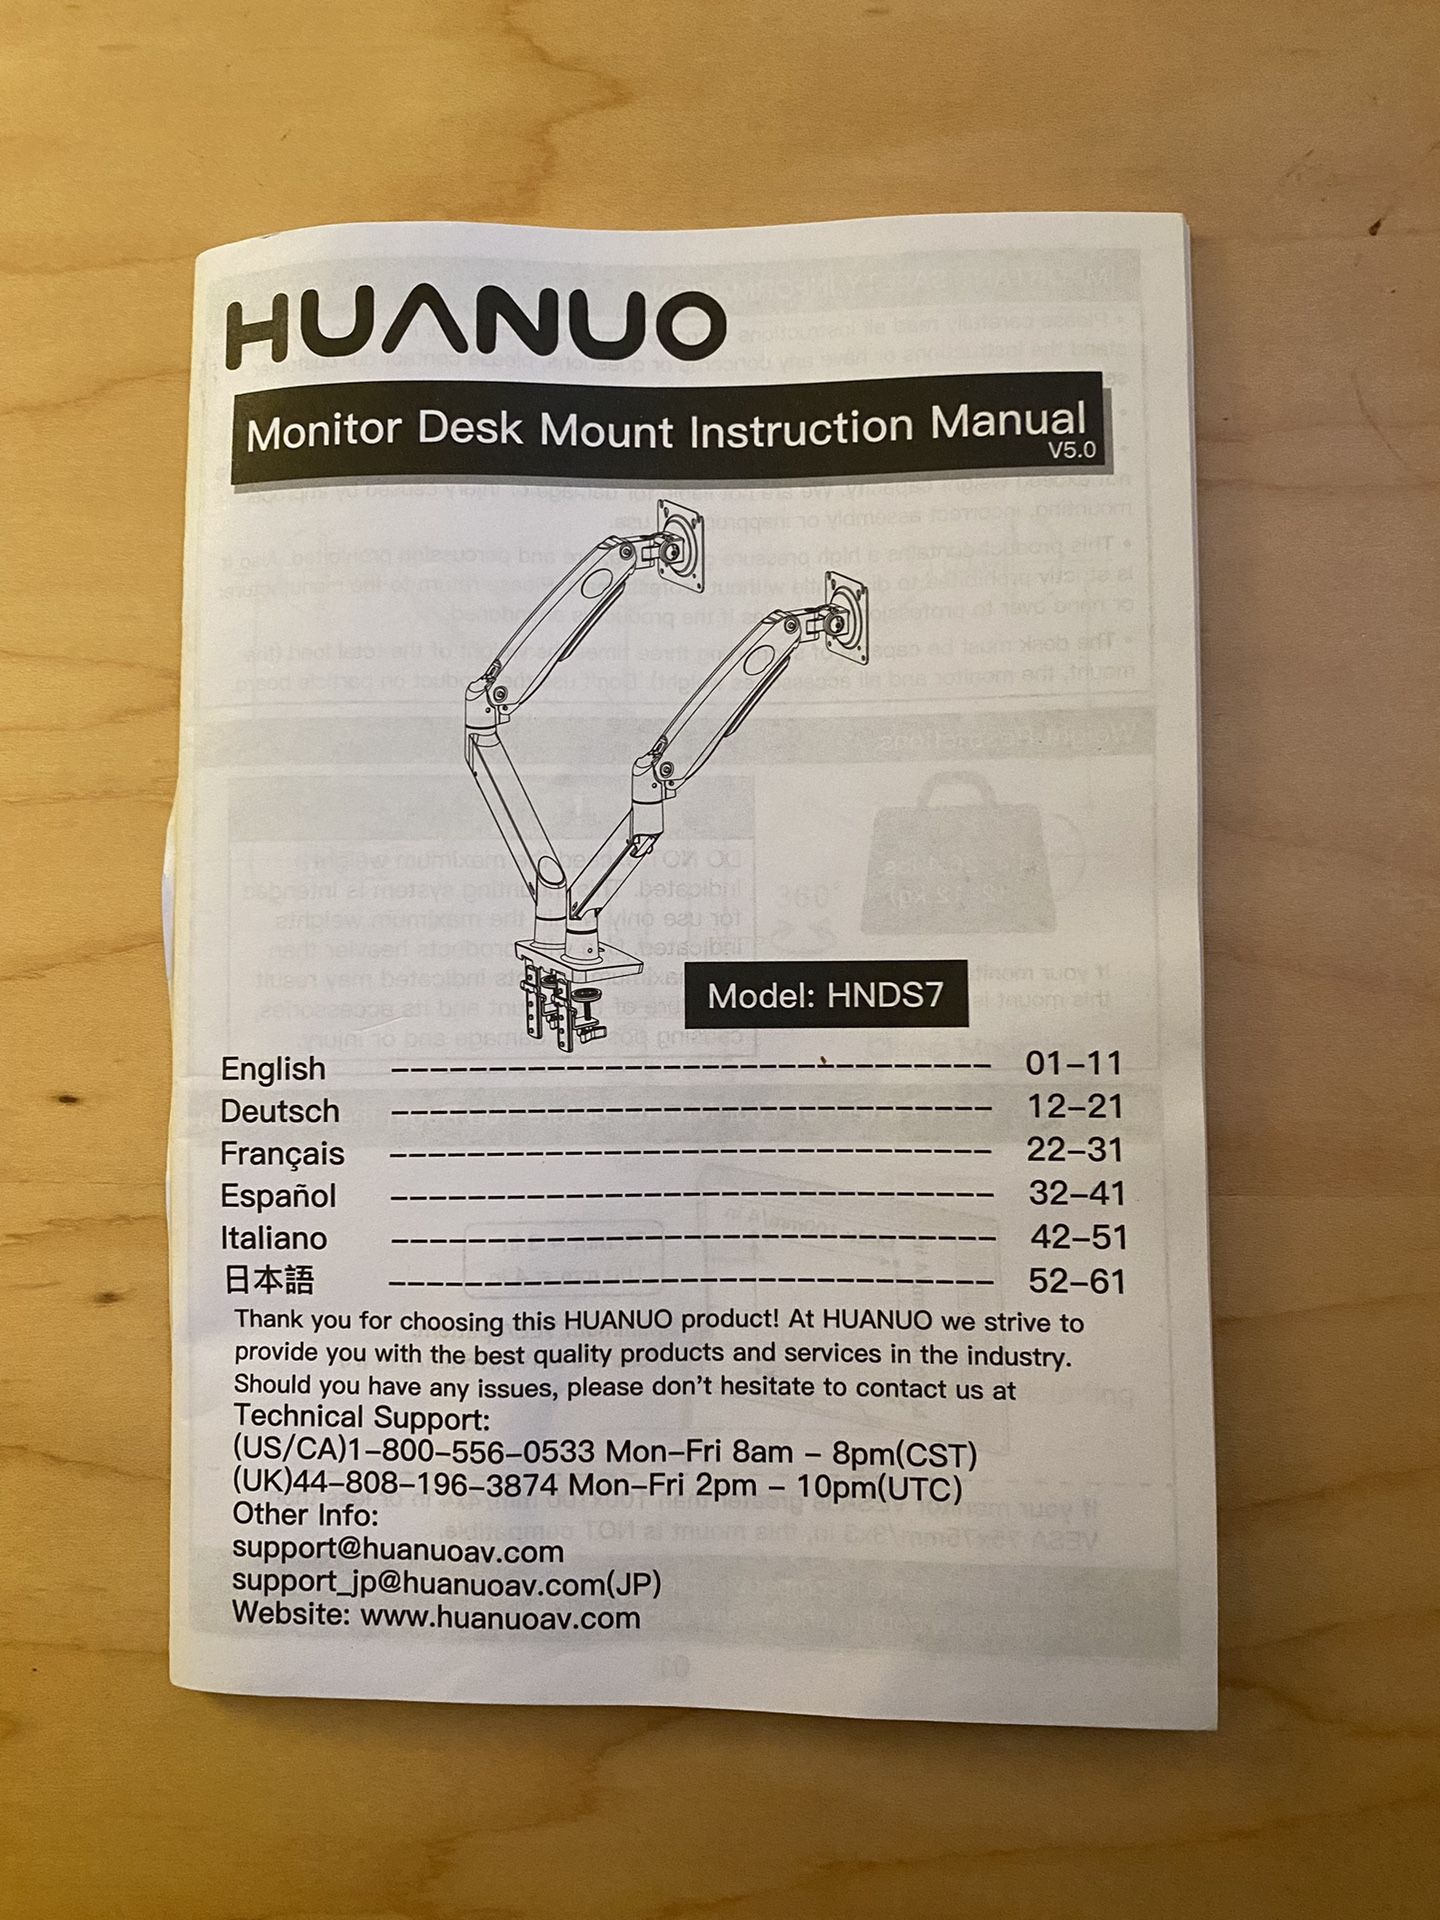 HUANUO
Monitor Desk Mount Instruction Manual
V5.0
Model: HNDS7
English ------------------------------- 01-11
Deutsch ------------------------------- 12-21
Français ------------------------------- 22-31
Español ------------------------------- 32-41
Italiano ------------------------------- 42-51
日本語 ------------------------------- 52-61
Thank you for choosing this HUANUO product! At HUANUO we strive to
provide you with the best quality products and services in the industry.
Should you have any issues, please don't hesitate to contact us at
Technical Support:
(US/CA)1-800-556-0533 Mon-Fri 8am - 8pm(CST)
(UK)44-808-196-3874 Mon-Fri 2pm - 10pm(UTC)
Other Info:
support@huanuoav.com
support_jp@huanuoav.com(JP)
Website: www.huanuoav.com